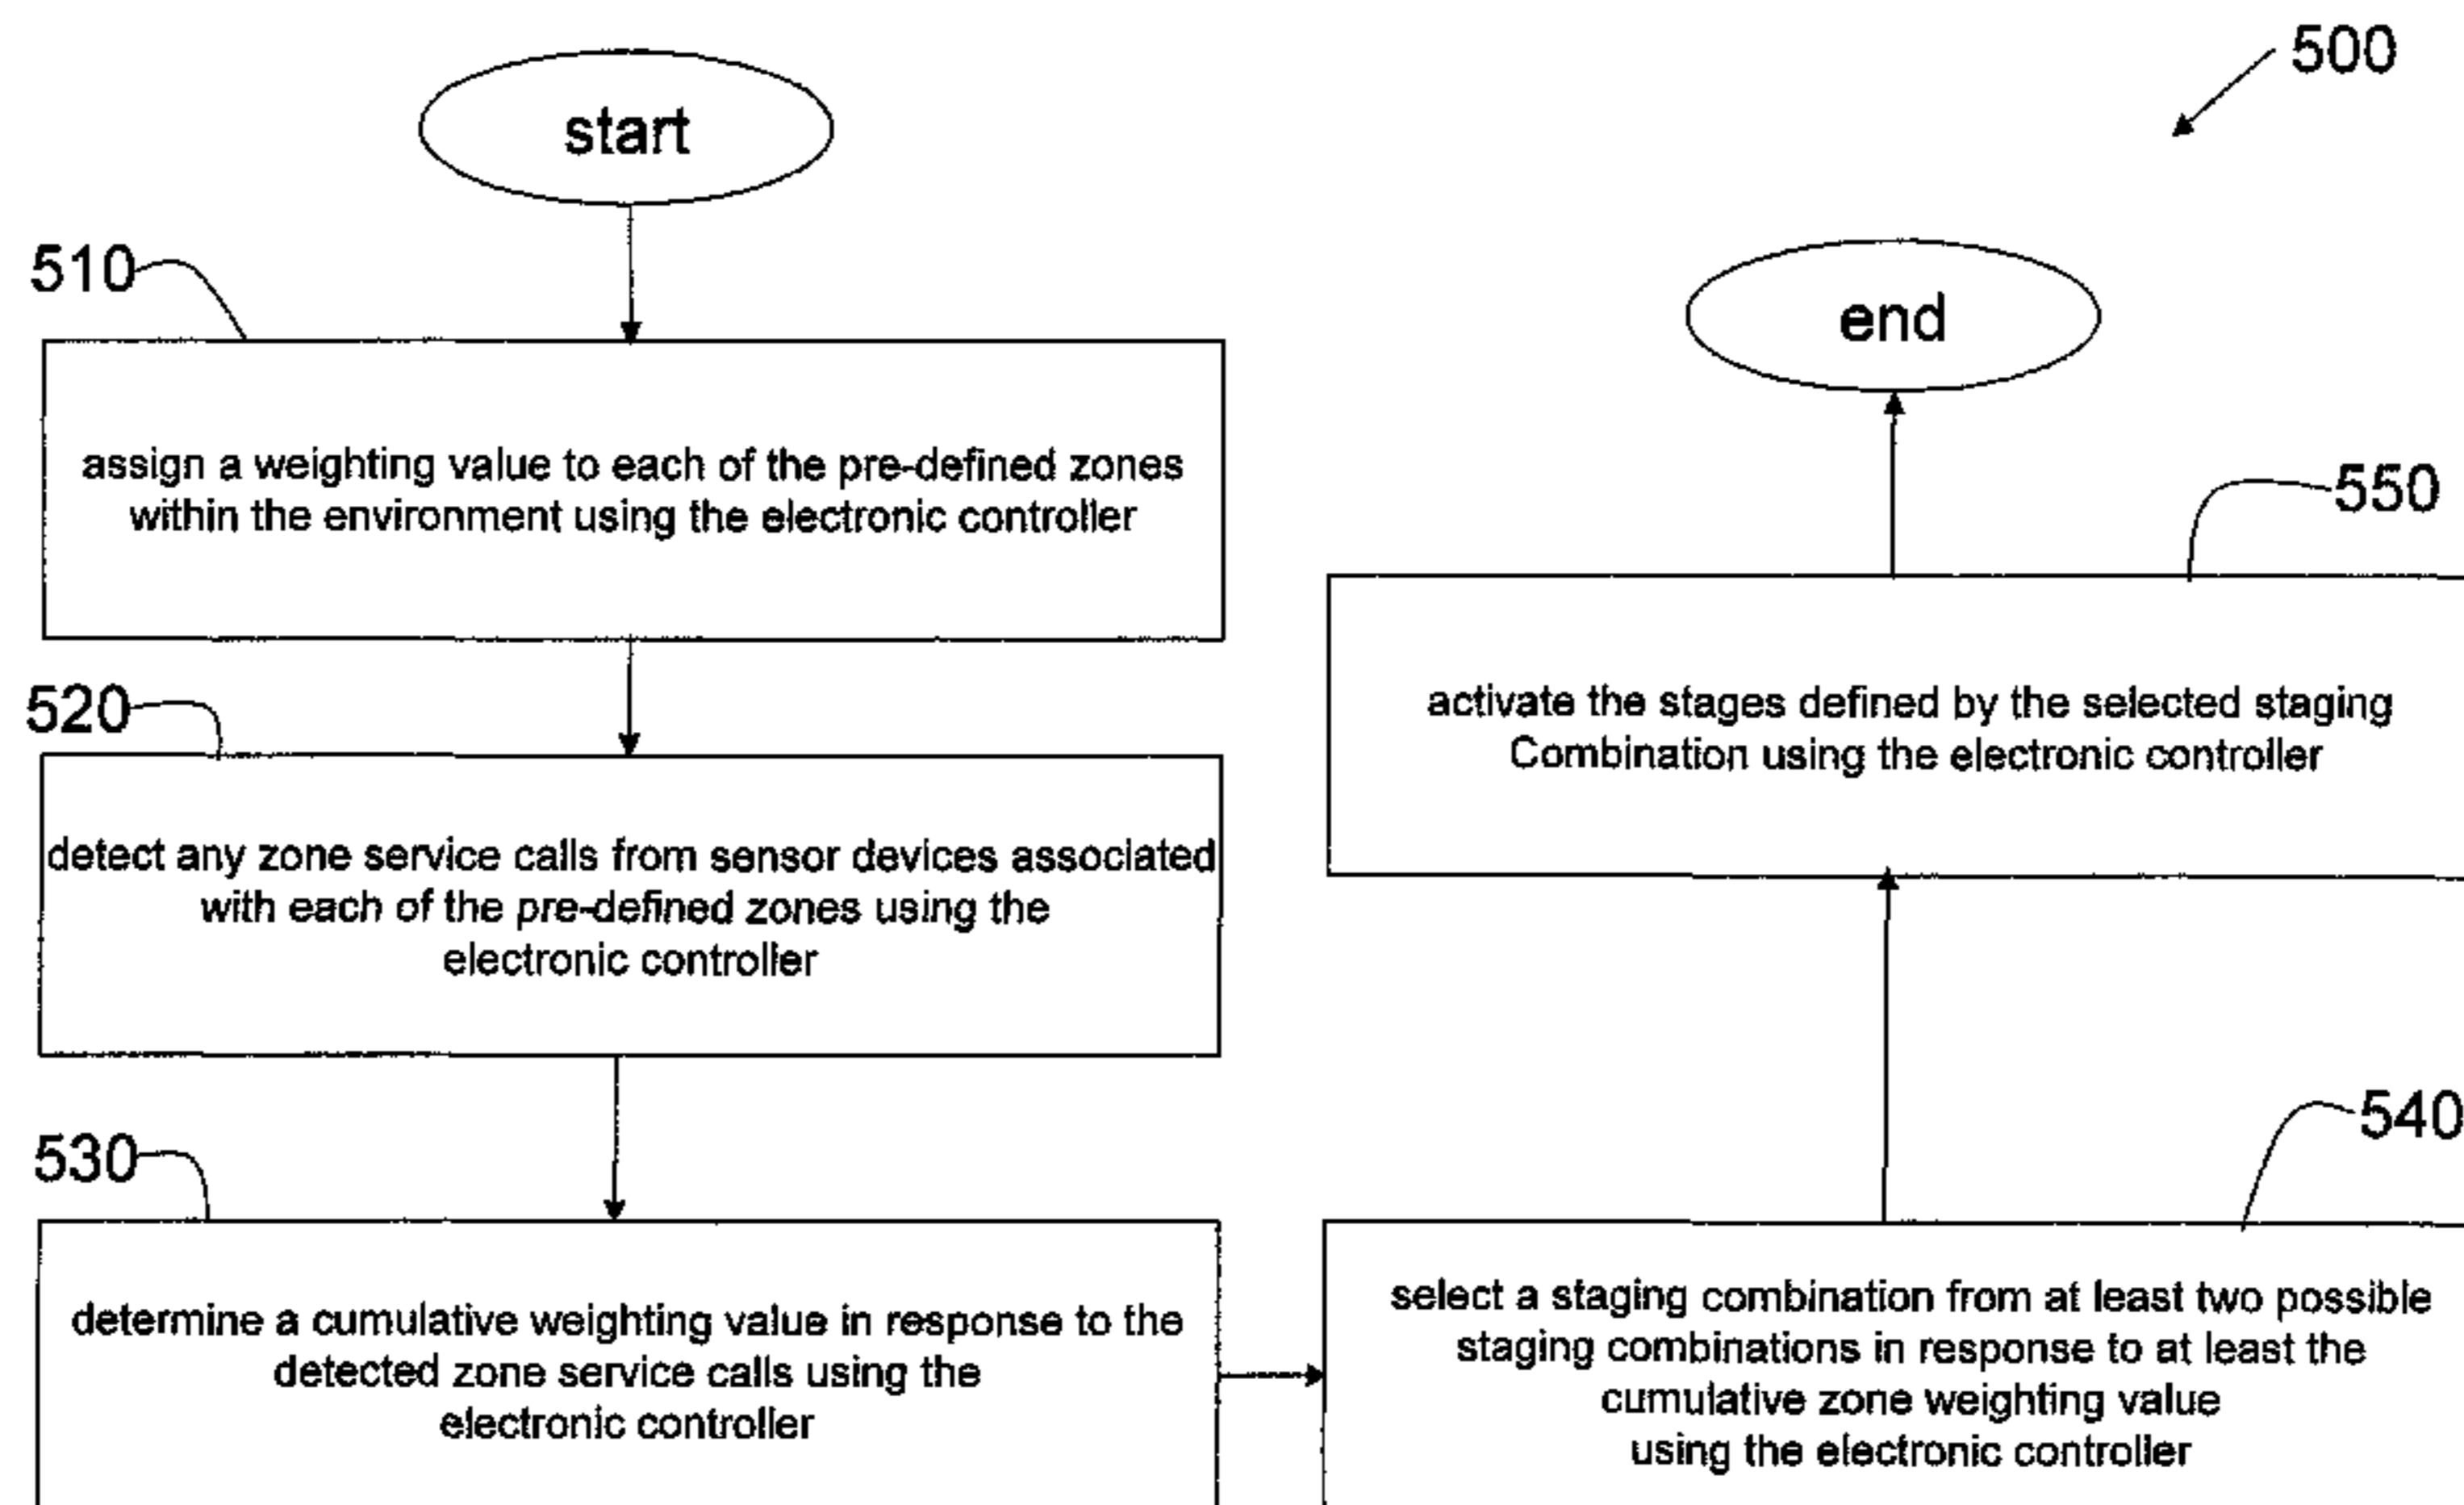 500
start
510
assign a weighting value to each of the pre-defined zones
within the environment using the electronic controller
520
detect any zone service calls from sensor devices associated
with each of the pre-defined zones using the
electronic controller
530
determine a cumulative weighting value in response to the
detected zone service calls using the
electronic controller
540
select a staging combination from at least two possible
staging combinations in response to at least the
cumulative zone weighting value
using the electronic controller
550
activate the stages defined by the selected staging
Combination using the electronic controller
end